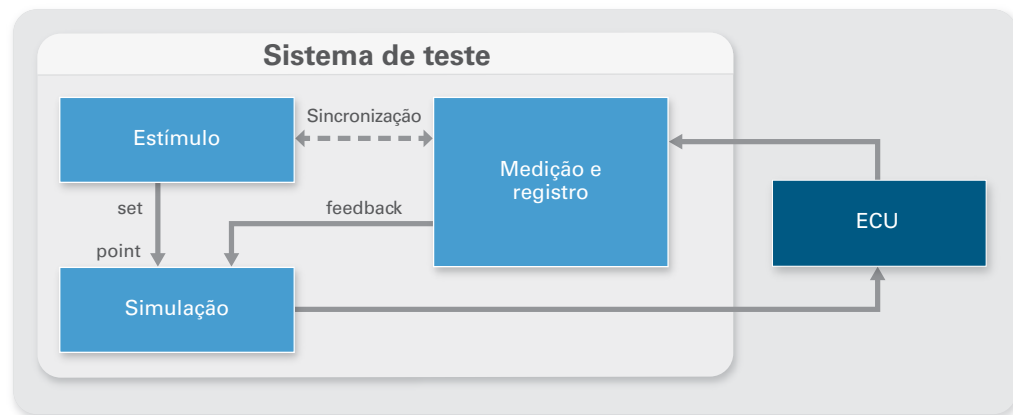 Sistema de teste
Estímulo
Sincronização
Medição e
registro
set
point
feedback
ECU
Simulação